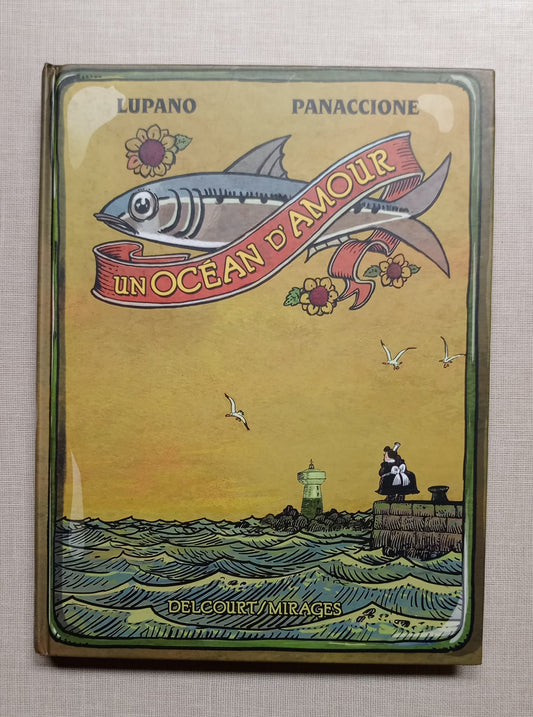 LUPANO PANACCIONE
UN OCÉAN D'AMOUR
DELCOURT/MIRAGES